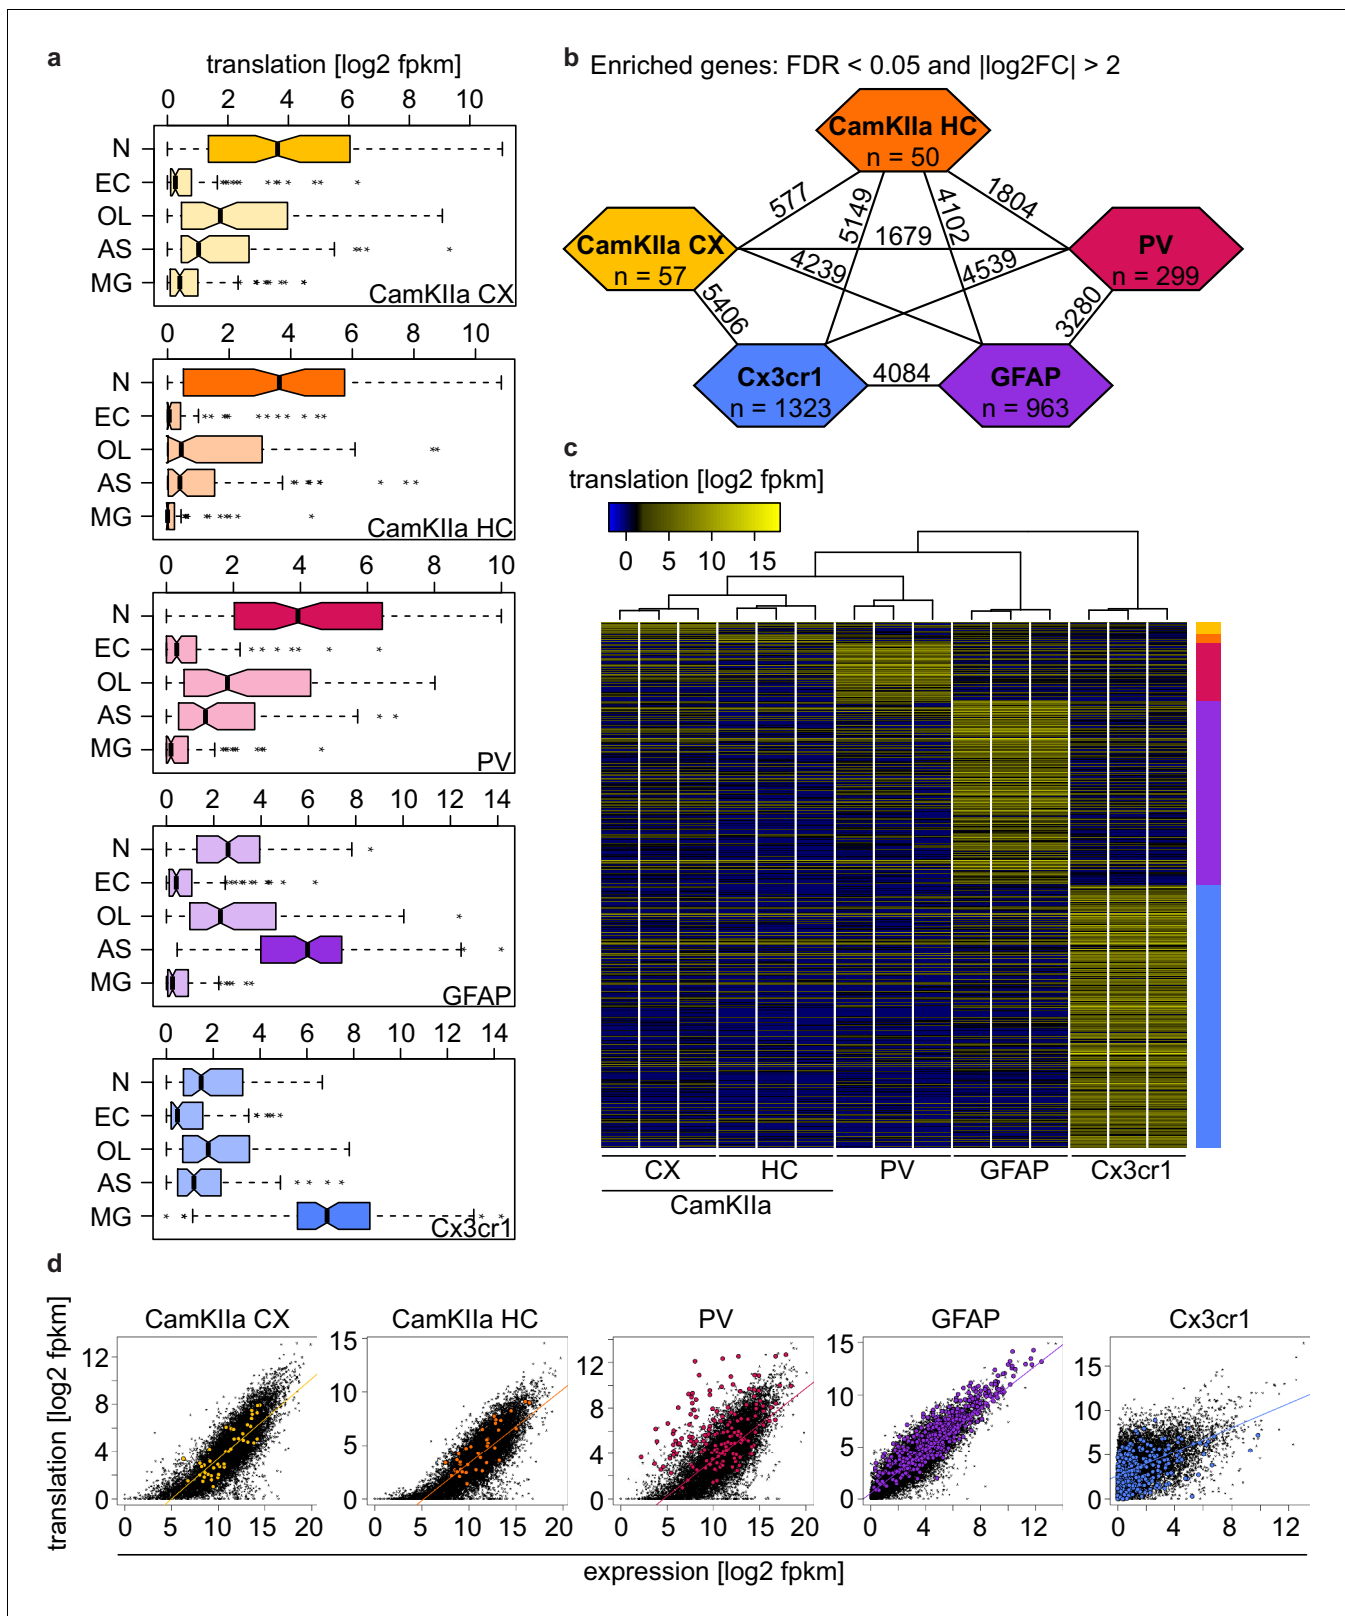 a
translation [log2 fpkm]
0 2 4 6 8 10
N
EC
OL
AS
MG
CamKIIa CX
0 2 4 6 8 10
N
EC
OL
AS
MG
CamKIIa HC
0 2 4 6 8 10
N
EC
OL
AS
MG
PV
0 2 4 6 8 10 12 14
N
EC
OL
AS
MG
GFAP
0 2 4 6 8 10 12 14
N
EC
OL
AS
MG
Cx3cr1
b Enriched genes: FDR < 0.05 and |log2FC| > 2
CamKIIa HC
n = 50
577
5149
4102
1804
CamKIIa CX
n = 57
1679
PV
n = 299
4239
4539
5406
3280
Cx3cr1
n = 1323
4084
GFAP
n = 963
c
translation [log2 fpkm]
0 5 10 15
CX HC PV GFAP Cx3cr1
CamKIIa
d
translation [log2 fpkm]
CamKIIa CX
12
8
4
0
0 5 10 15 20
CamKIIa HC
15
10
5
0
0 5 10 15 20
PV
12
8
4
0
0 5 10 15 20
GFAP
15
10
5
0
0 4 8 12
Cx3cr1
15
10
5
0
0 4 8 12
expression [log2 fpkm]